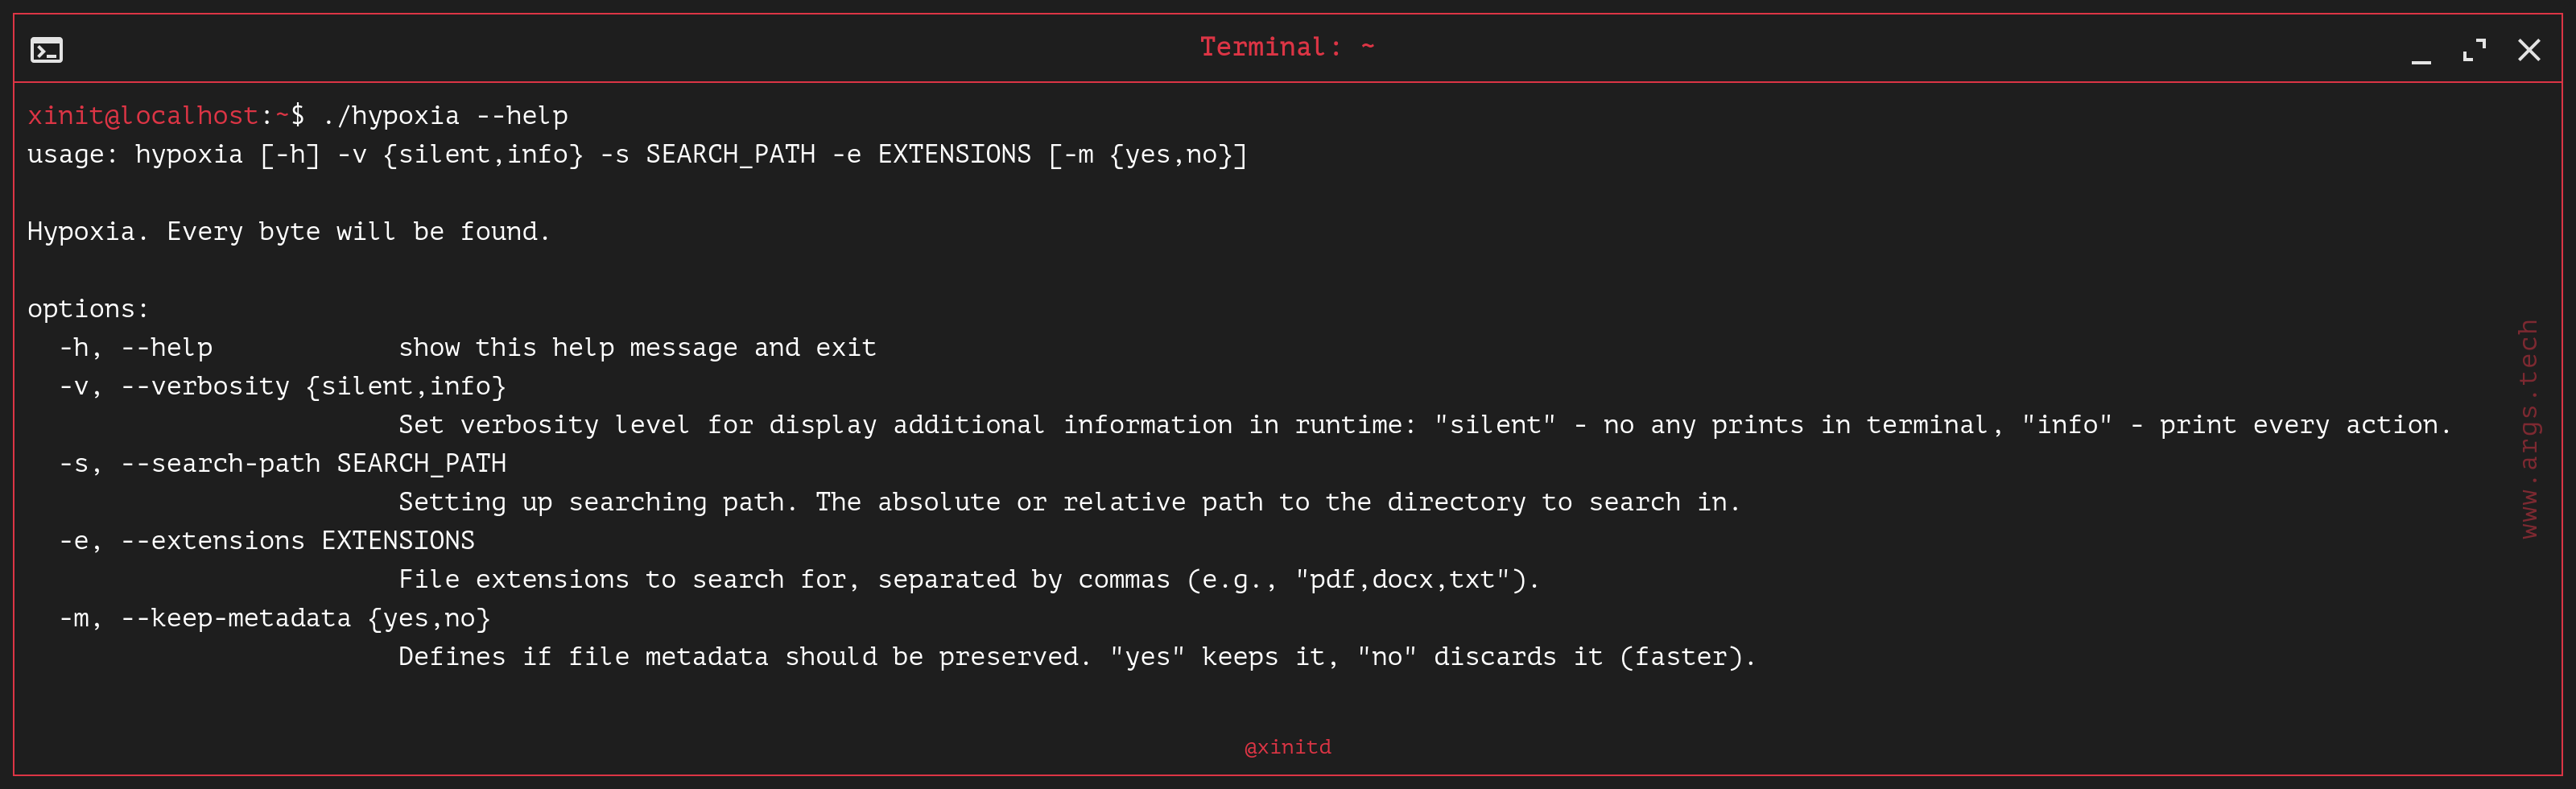 Terminal: ~
xinit@localhost:~$ ./hypoxia --help
usage: hypoxia [-h] -v {silent,info} -s SEARCH_PATH -e EXTENSIONS [-m {yes,no}]
Hypoxia. Every byte will be found.
options:
-h, --help            show this help message and exit
-v, --verbosity {silent,info}
Set verbosity level for display additional information in runtime: "silent" - no any prints in terminal, "info" - print every action.
-s, --search-path SEARCH_PATH
Setting up searching path. The absolute or relative path to the directory to search in.
-e, --extensions EXTENSIONS
File extensions to search for, separated by commas (e.g., "pdf,docx,txt").
-m, --keep-metadata {yes,no}
Defines if file metadata should be preserved. "yes" keeps it, "no" discards it (faster).
www.args.tech
@xinitd